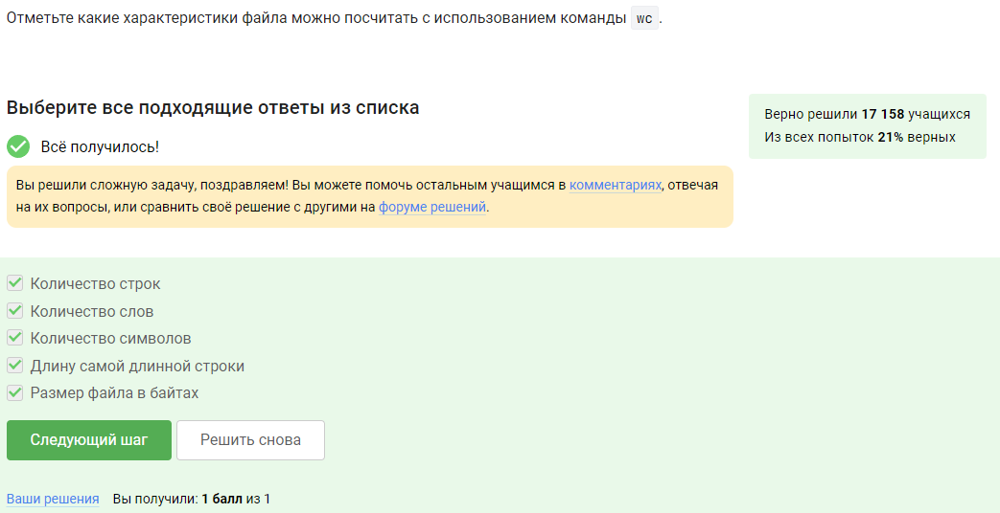 Отметьте какие характеристики файла можно посчитать с использованием команды wc.
Выберите все подходящие ответы из списка
Верно решили 17 158 учащихся
Из всех попыток 21% верных
Всё получилось!
Вы решили сложную задачу, поздравляем! Вы можете помочь остальным учащимся в комментариях, отвечая
на их вопросы, или сравнить своё решение с другими на форуме решений.
Количество строк
Количество слов
Количество символов
Длину самой длинной строки
Размер файла в байтах
Следующий шаг
Решить снова
Ваши решения
Вы получили: 1 балл из 1